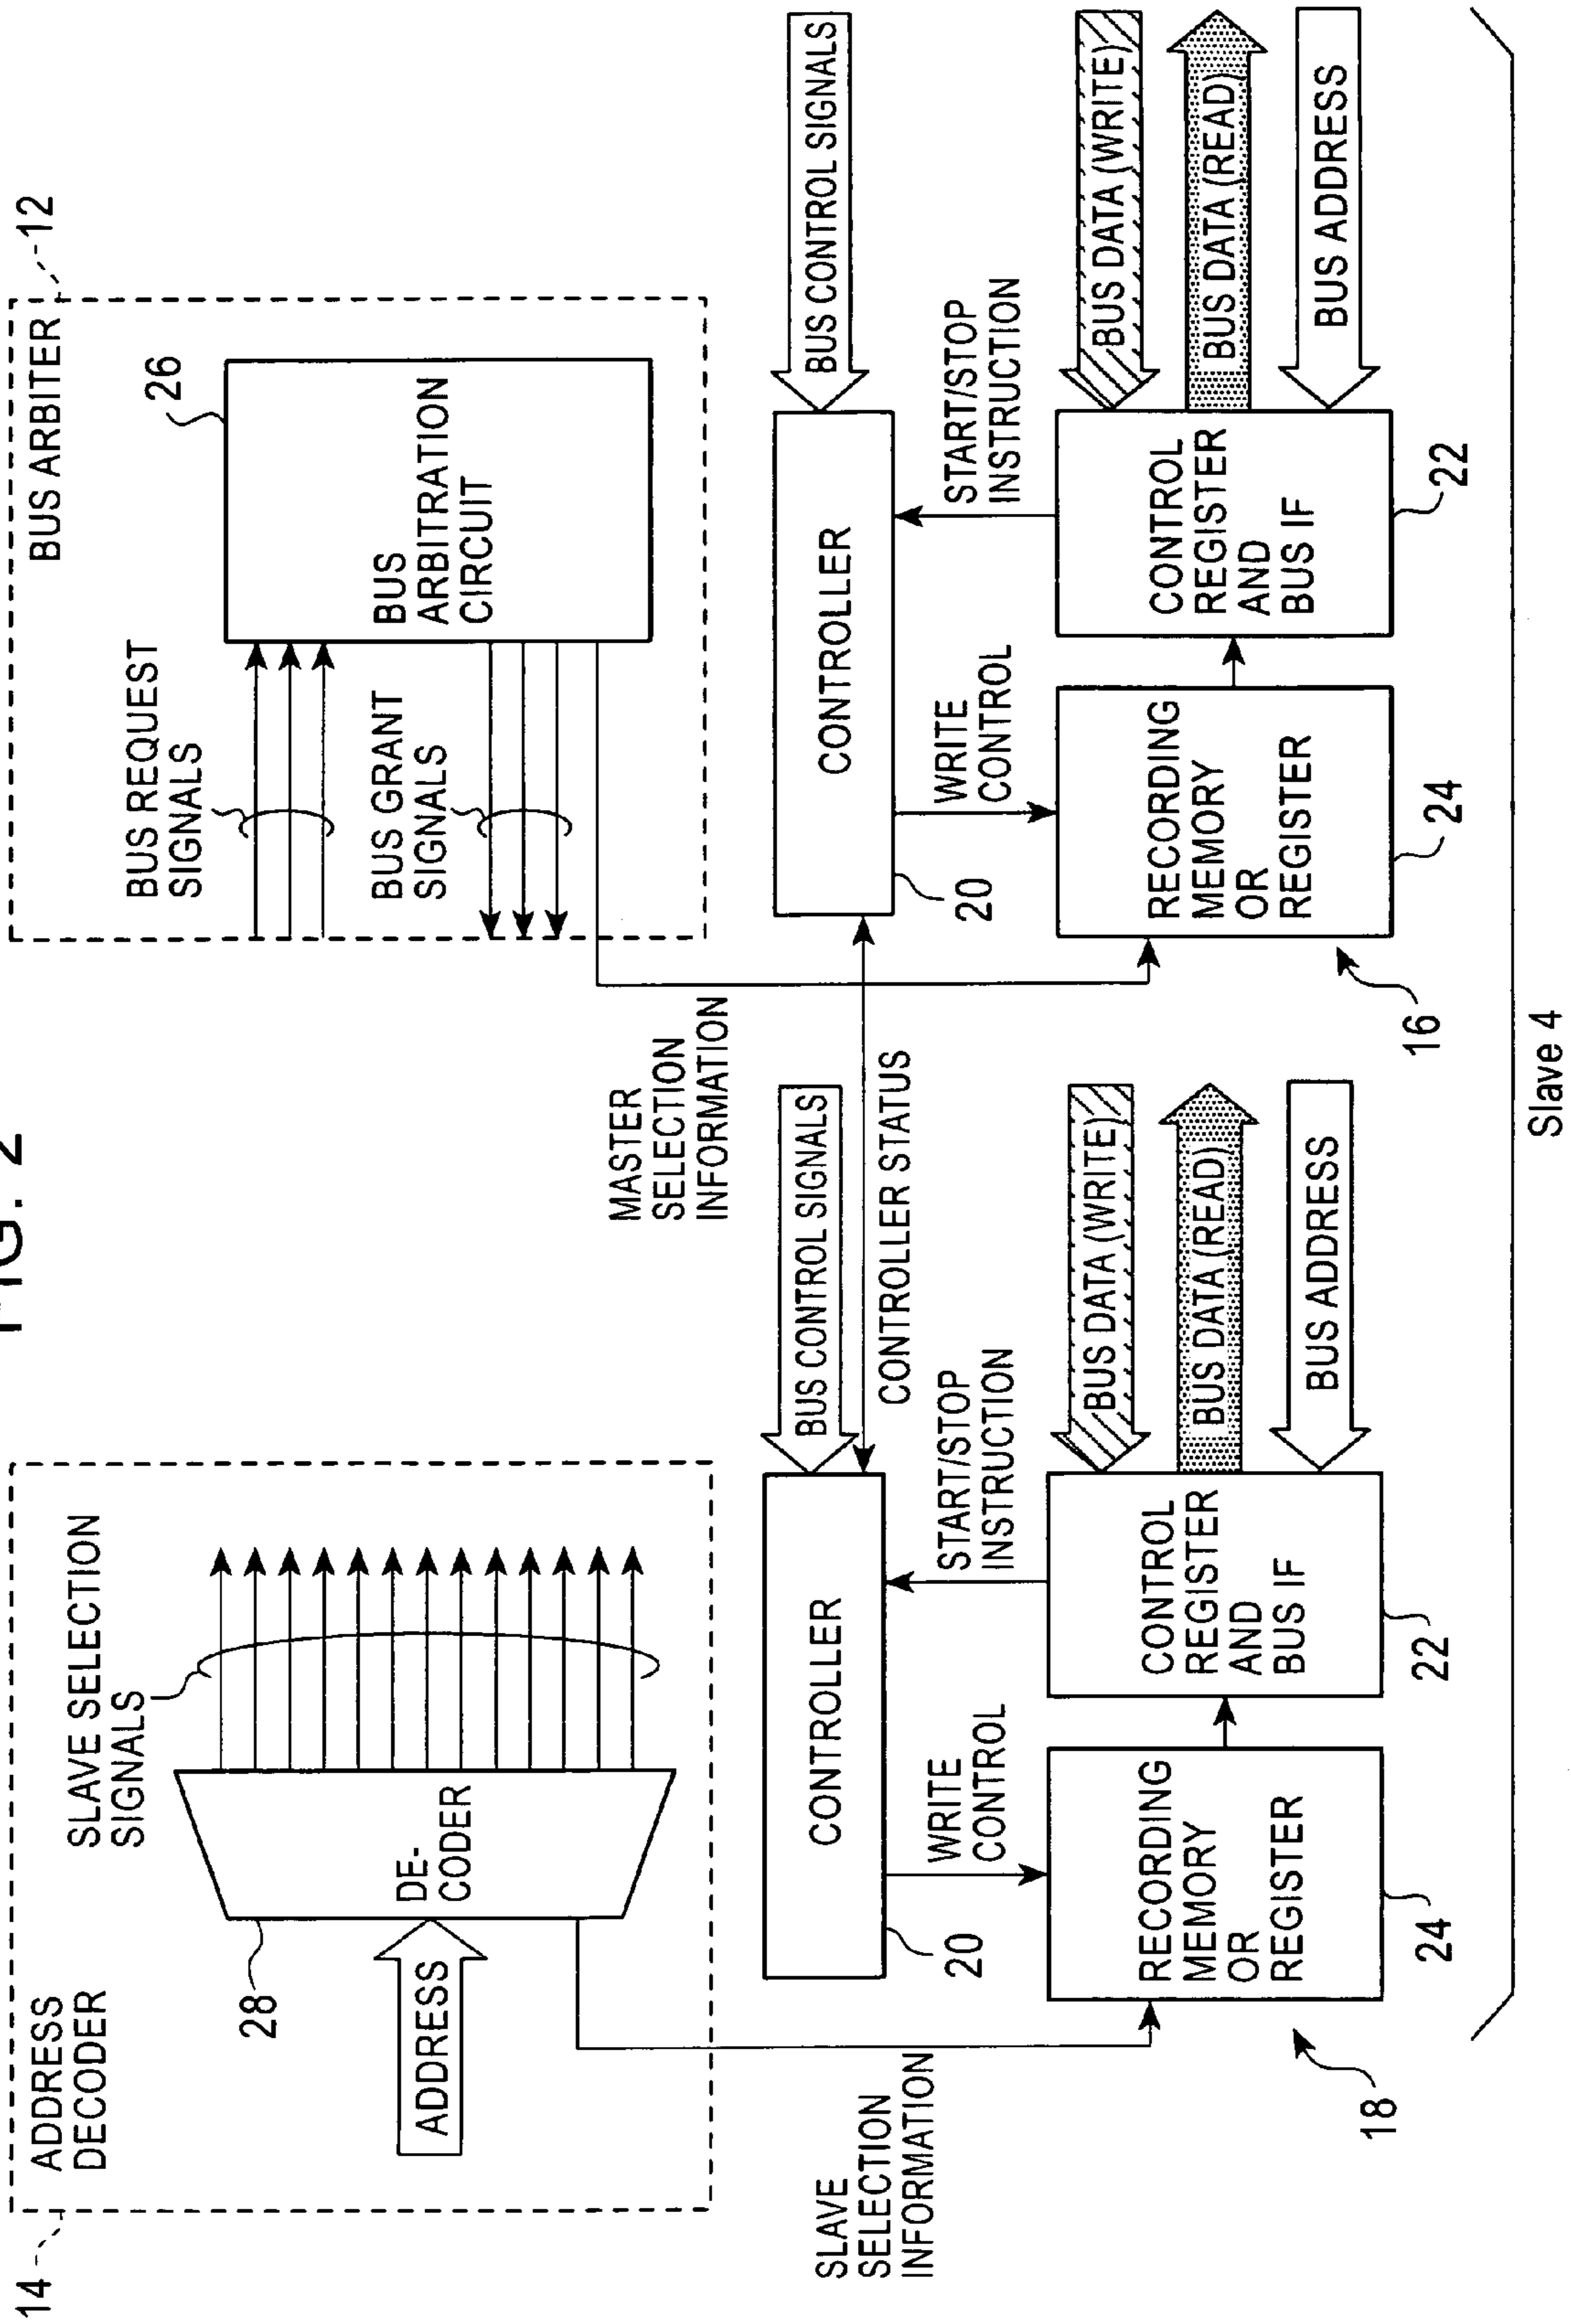 FIG. 2
14
ADDRESS
DECODER
SLAVE SELECTION
SIGNALS
28
ADDRESS
DE-
CODER
BUS ARBITER
12
BUS REQUEST
SIGNALS
BUS GRANT
SIGNALS
26
BUS
ARBITRATION
CIRCUIT
SLAVE
SELECTION
INFORMATION
CONTROLLER
20
BUS CONTROL SIGNALS
CONTROLLER STATUS
WRITE
CONTROL
START/STOP
INSTRUCTION
RECORDING
MEMORY
OR
REGISTER
24
CONTROL
REGISTER
AND
BUS IF
22
BUS DATA (WRITE)
BUS DATA (READ)
BUS ADDRESS
18
MASTER
SELECTION
INFORMATION
CONTROLLER
20
BUS CONTROL SIGNALS
WRITE
CONTROL
START/STOP
INSTRUCTION
RECORDING
MEMORY
OR
REGISTER
24
CONTROL
REGISTER
AND
BUS IF
22
BUS DATA (WRITE)
BUS DATA (READ)
BUS ADDRESS
16
Slave 4